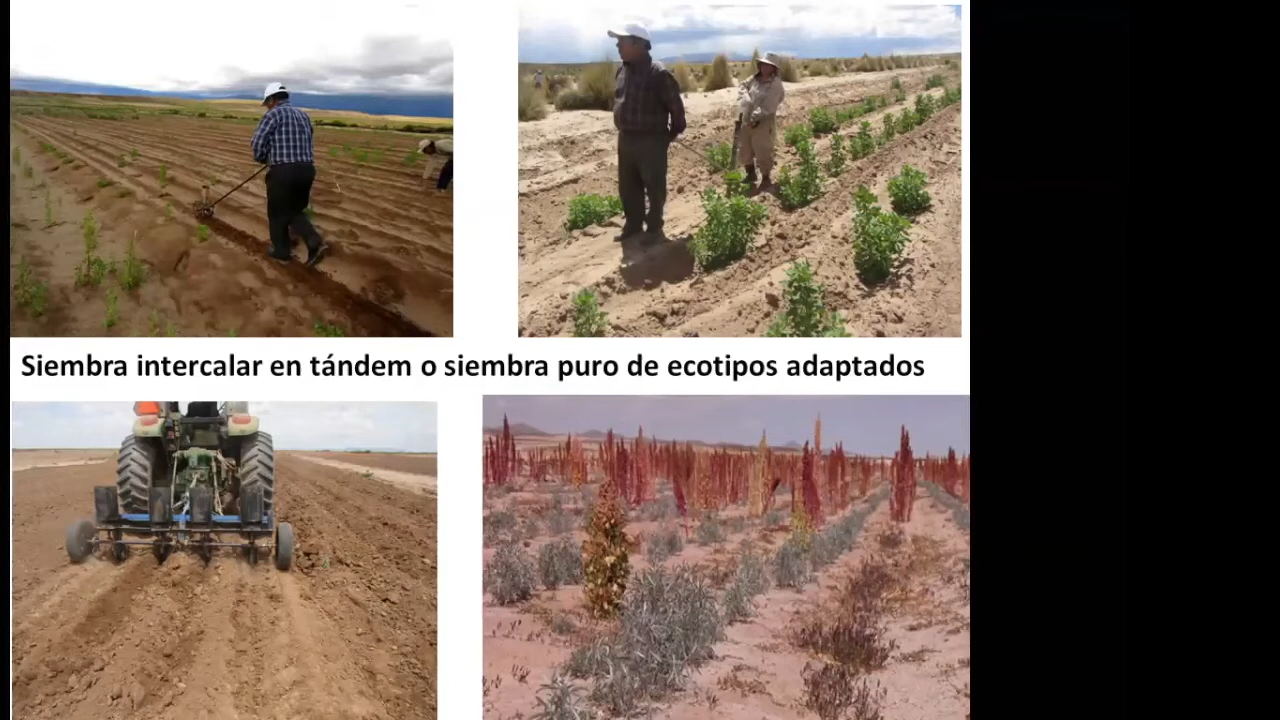 Siembra intercalar en tándem o siembra puro de ecotipos adaptados